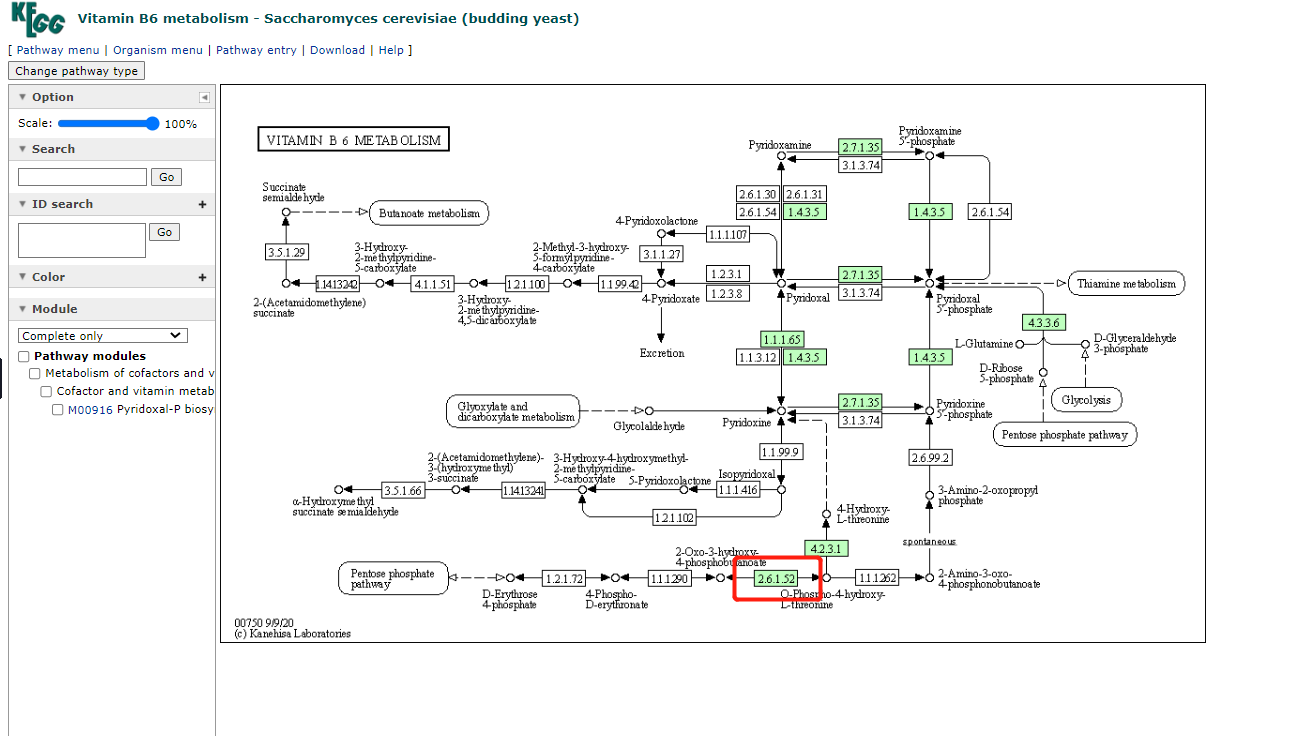 KEGG
Vitamin B6 metabolism - Saccharomyces cerevisiae (budding yeast)
[ Pathway menu | Organism menu | Pathway entry | Download | Help ]
Change pathway type
Option
Scale: 100%
Search
Go
ID search +
Go
Color +
Module
Complete only
Pathway modules
Metabolism of cofactors and v
Cofactor and vitamin metab
M00916 Pyridoxal-P biosy
VITAMIN B 6 METABOLISM
Pyridoxamine
2.7.1.35
3.1.3.74
Pyridoxamine
5'-phosphate
2.6.1.30
2.6.1.31
2.6.1.54
1.4.3.5
1.4.3.5
2.6.1.54
Succinate
semialdehyde
Butanoate metabolism
4-Pyridoxolactone
1.1.1.107
3.5.1.29
3-Hydroxy-
2-methylpyridine-
5-carboxylate
2-Methyl-3-hydroxy-
5-formylpyridine-
4-carboxylate
3.1.1.27
1.14.13.242
4.1.1.51
1.2.1.100
1.1.99.42
1.2.3.1
1.2.3.8
2.7.1.35
3.1.3.74
Thiamine metabolism
2-(Acetamidomethylene)
succinate
3-Hydroxy-
2-methylpyridine-
4,5-dicarboxylate
4-Pyridoxate
Pyridoxal
Pyridoxal
5'-phosphate
4.3.3.6
Excretion
1.1.1.65
1.1.3.12
1.4.3.5
1.4.3.5
L-Glutamine
D-Glyceraldehyde
3-phosphate
D-Ribose
5-phosphate
Glycolysis
Pentose phosphate pathway
Glyoxylate and
dicarboxylate metabolism
Glycolaldehyde
Pyridoxine
2.7.1.35
3.1.3.74
Pyridoxine
5'-phosphate
1.1.99.9
2.6.99.2
2-(Acetamidomethylene)-
3-(hydroxymethyl)
3-succinate
3-Hydroxy-4-hydroxymethyl-
2-methylpyridine-
5-carboxylate
5-Pyridoxolactone
Isopyridoxal
3.5.1.66
1.14.13.241
1.1.1.416
1.2.1.102
α-Hydroxymethyl
succinate semialdehyde
3-Amino-2-oxopropyl
phosphate
4-Hydroxy-
L-threonine
spontaneous
4.2.3.1
2-Oxo-3-hydroxy-
4-phosphobutanoate
Pentose phosphate
pathway
1.2.1.72
1.1.1.290
2.6.1.52
1.1.1.262
D-Erythrose
4-phosphate
4-Phospho-
D-erythronate
O-Phospho-4-hydroxy-
L-threonine
2-Amino-3-oxo-
4-phosphonobutanoate
00750 9/9/20
(c) Kanehisa Laboratories